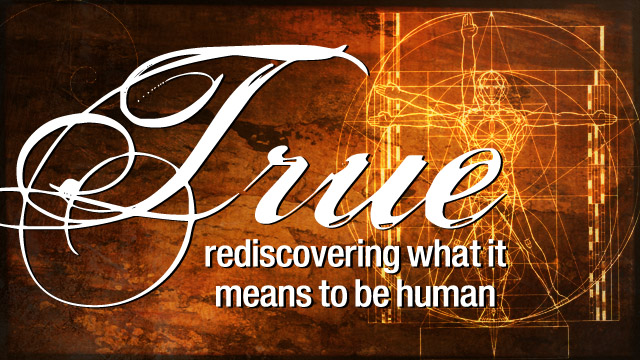 True
rediscovering what it
means to be human